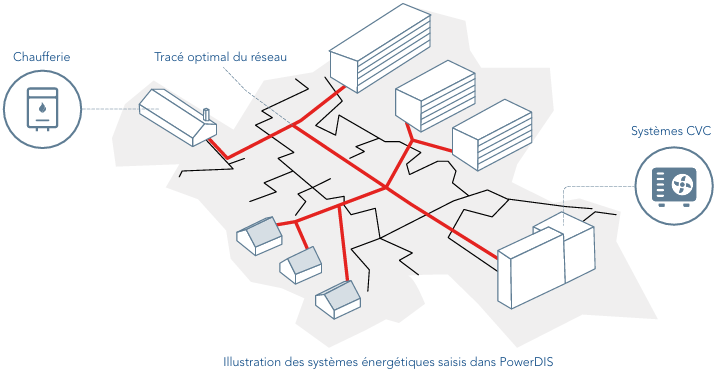 Chaufferie
Tracé optimal du réseau
Systèmes CVC
Illustration des systèmes énergétiques saisis dans PowerDIS